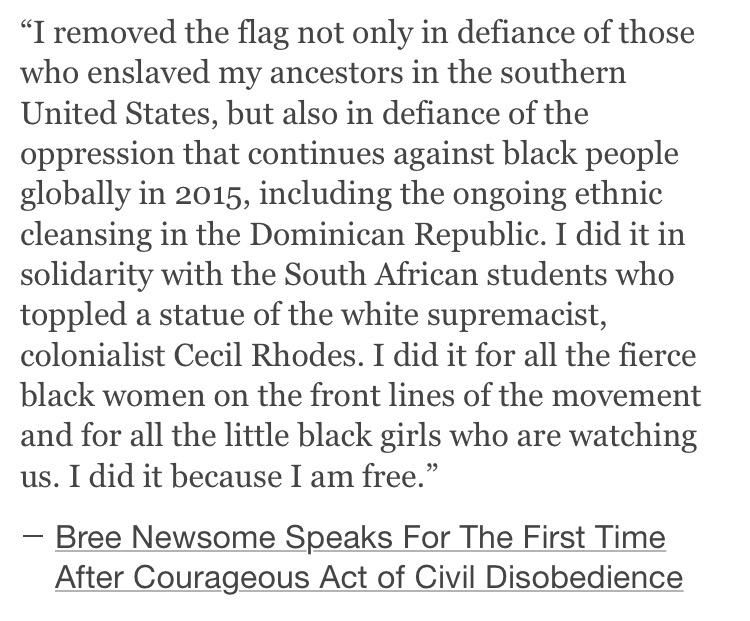 “I removed the flag not only in defiance of those
who enslaved my ancestors in the southern
United States, but also in defiance of the
oppression that continues against black people
globally in 2015, including the ongoing ethnic
cleansing in the Dominican Republic. I did it in
solidarity with the South African students who
toppled a statue of the white supremacist,
colonialist Cecil Rhodes. I did it for all the fierce
black women on the front lines of the movement
and for all the little black girls who are watching
us. I did it because I am free.”
— Bree Newsome Speaks For The First Time
After Courageous Act of Civil Disobedience